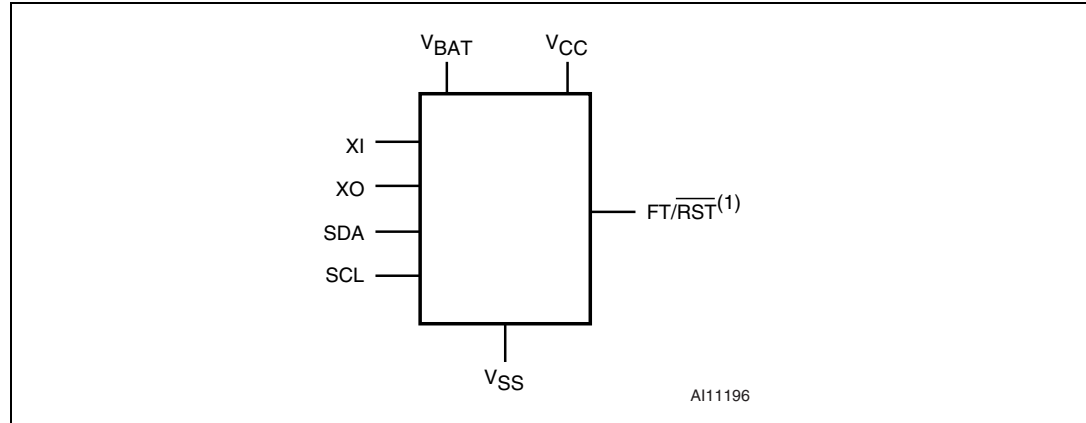 VBAT VCC
XI
XO
FT/RST(1)
SDA
SCL
VSS
AI11196